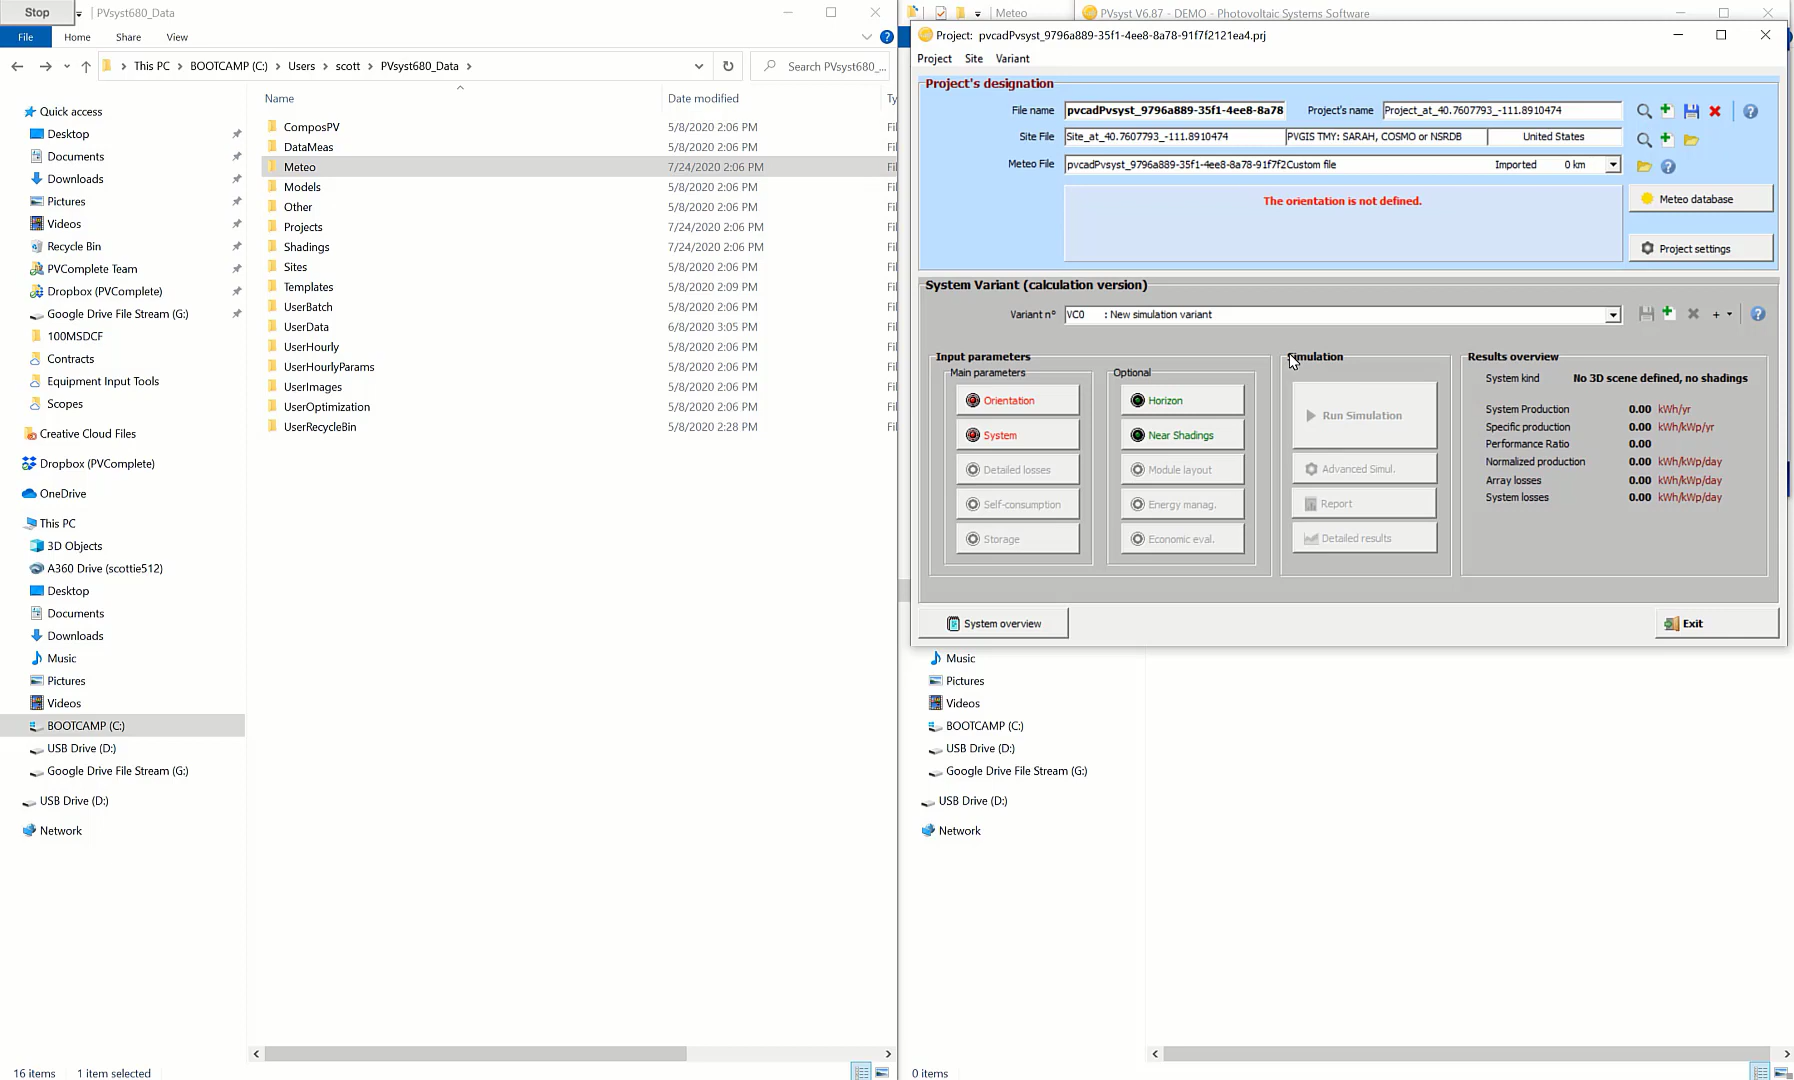 Stop
PVsyst680_Data
File
Home
Share
View
This PC
BOOTCAMP (C:)
Users
scott
PVsyst680_Data
Search PVsyst680_...
Name
Date modified
Ty
Quick access
Desktop
Documents
Downloads
Pictures
Videos
Recycle Bin
PVComplete Team
Dropbox (PVComplete)
Google Drive File Stream (G:)
100MSDCF
Contracts
Equipment Input Tools
Scopes
Creative Cloud Files
Dropbox (PVComplete)
OneDrive
This PC
3D Objects
A360 Drive (scottie512)
Desktop
Documents
Downloads
Music
Pictures
Videos
BOOTCAMP (C:)
USB Drive (D:)
Google Drive File Stream (G:)
USB Drive (D:)
Network
ComposPV 5/8/2020 2:06 PM Fil
DataMeas 5/8/2020 2:06 PM Fil
Meteo 7/24/2020 2:06 PM Fil
Models 5/8/2020 2:06 PM Fil
Other 5/8/2020 2:06 PM Fil
Projects 7/24/2020 2:06 PM Fil
Shadings 7/24/2020 2:06 PM Fil
Sites 5/8/2020 2:06 PM Fil
Templates 5/8/2020 2:09 PM Fil
UserBatch 5/8/2020 2:06 PM Fil
UserData 6/8/2020 3:05 PM Fil
UserHourly 5/8/2020 2:06 PM Fil
UserHourlyParams 5/8/2020 2:06 PM Fil
UserImages 5/8/2020 2:06 PM Fil
UserOptimization 5/8/2020 2:06 PM Fil
UserRecycleBin 5/8/2020 2:28 PM Fil
16 items
1 item selected
Meteo
PVsyst V6.87 - DEMO - Photovoltaic Systems Software
Project: pvcadPvsyst_9796a889-35f1-4ee8-8a78-91f7f2121ea4.prj
Project
Site
Variant
Project's designation
File name pvcadPvsyst_9796a889-35f1-4ee8-8a78
Project's name Project_at_40.7607793_-111.8910474
Site File Site_at_40.7607793_-111.8910474 PVGIS TMY: SARAH, COSMO or NSRDB United States
Meteo File pvcadPvsyst_9796a889-35f1-4ee8-8a78-91f7f2Custom file Imported 0 km
The orientation is not defined.
Meteo database
Project settings
System Variant (calculation version)
Variant n° VC0 : New simulation variant
Input parameters
Main parameters
Orientation
System
Detailed losses
Self-consumption
Storage
Optional
Horizon
Near Shadings
Module layout
Energy manag.
Economic eval.
Simulation
Run Simulation
Advanced Simul.
Report
Detailed results
Results overview
System kind No 3D scene defined, no shadings
System Production 0.00 kWh/yr
Specific production 0.00 kWh/kWp/yr
Performance Ratio 0.00
Normalized production 0.00 kWh/kWp/day
Array losses 0.00 kWh/kWp/day
System losses 0.00 kWh/kWp/day
System overview
Exit
Music
Pictures
Videos
BOOTCAMP (C:)
USB Drive (D:)
Google Drive File Stream (G:)
USB Drive (D:)
Network
0 items